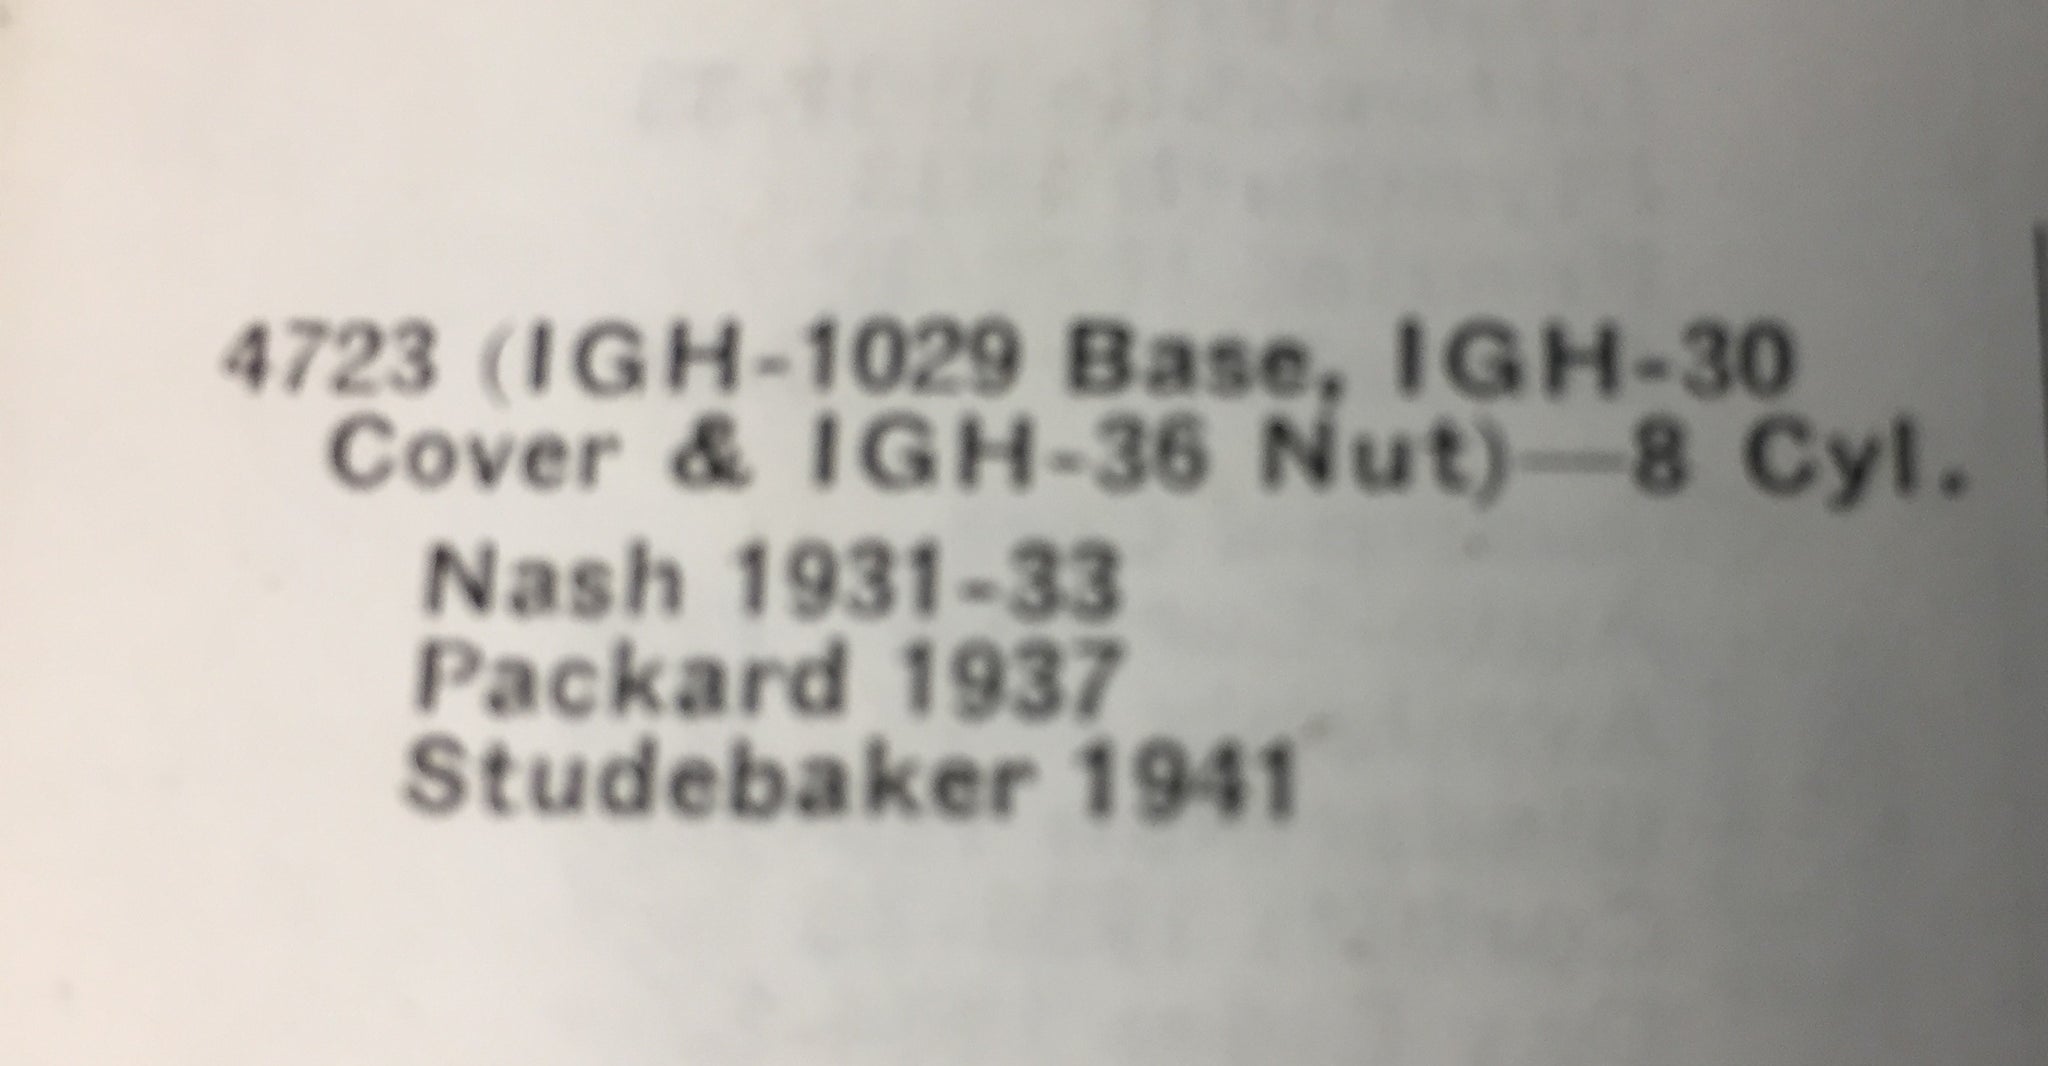 4723 (IGH-1029 Base, IGH-30
Cover & IGH-36 Nut)—8 Cyl.
Nash 1931-33
Packard 1937
Studebaker 1941